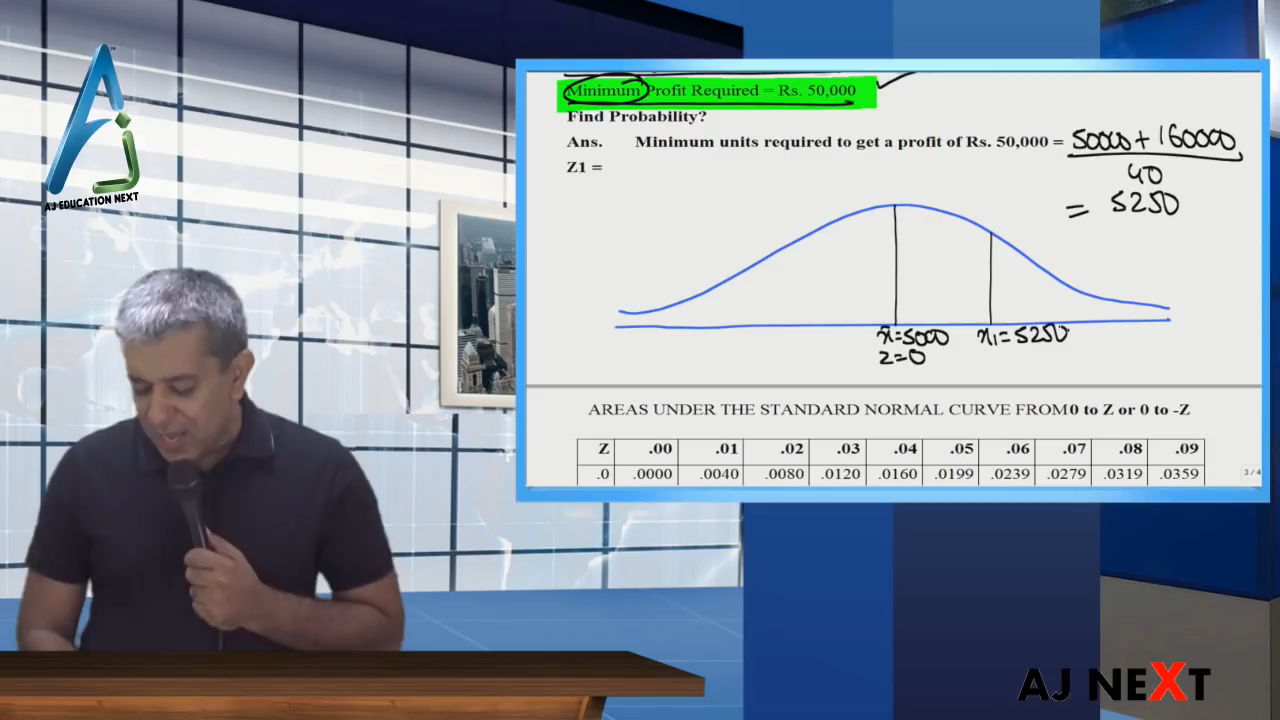 AJ EDUCATION NEXT
Minimum Profit Required = Rs. 50,000
Find Probability?
Ans. Minimum units required to get a profit of Rs. 50,000 = 50000 + 160000
40
= 5250
Z1 =
x̄=5000 x₁=5250
z=0
AREAS UNDER THE STANDARD NORMAL CURVE FROM 0 to Z or 0 to -Z
Z .00 .01 .02 .03 .04 .05 .06 .07 .08 .09
.0 .0000 .0040 .0080 .0120 .0160 .0199 .0239 .0279 .0319 .0359
3/4
AJ NEXT